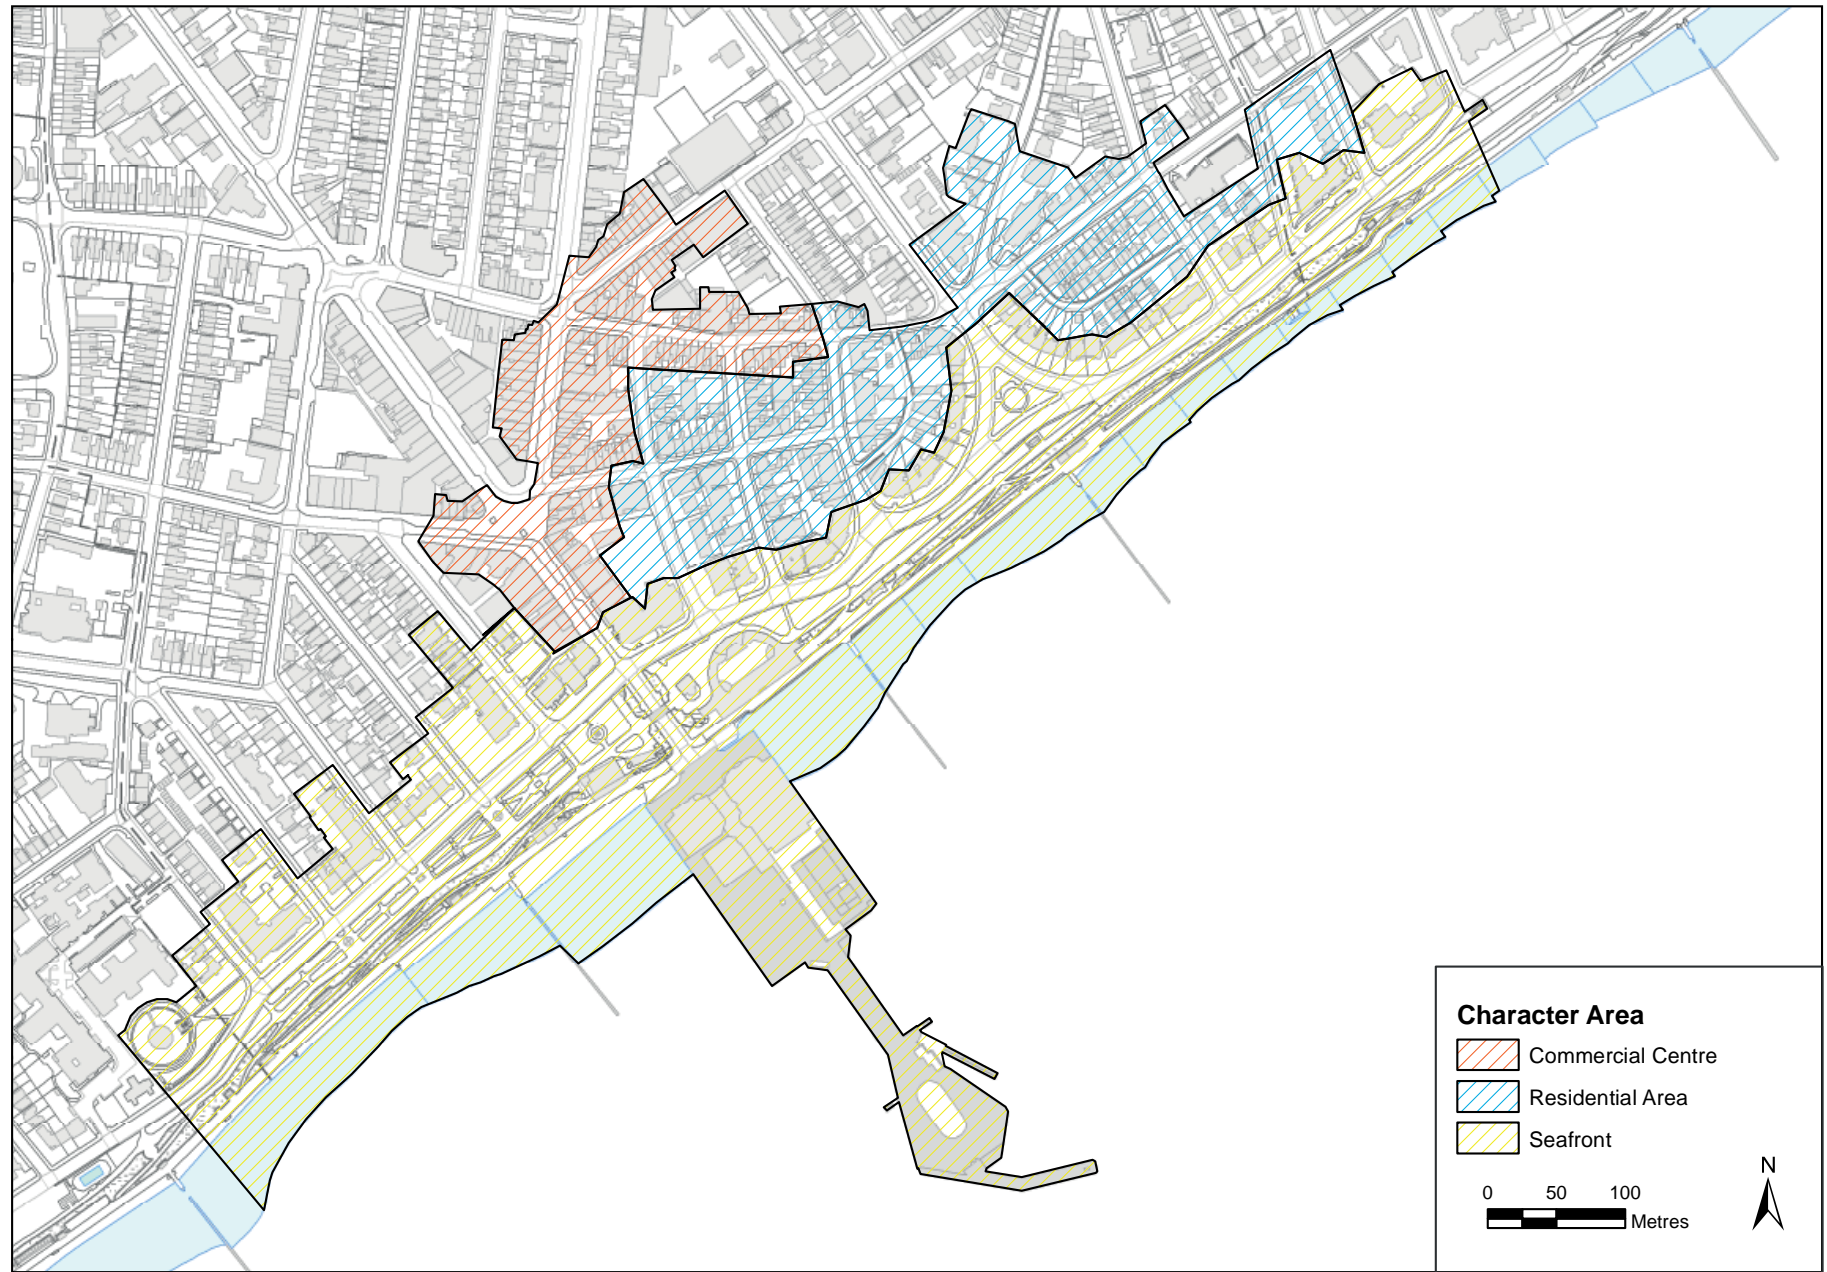 Character Area
Commercial Centre
Residential Area
Seafront
N
0 50 100
Metres